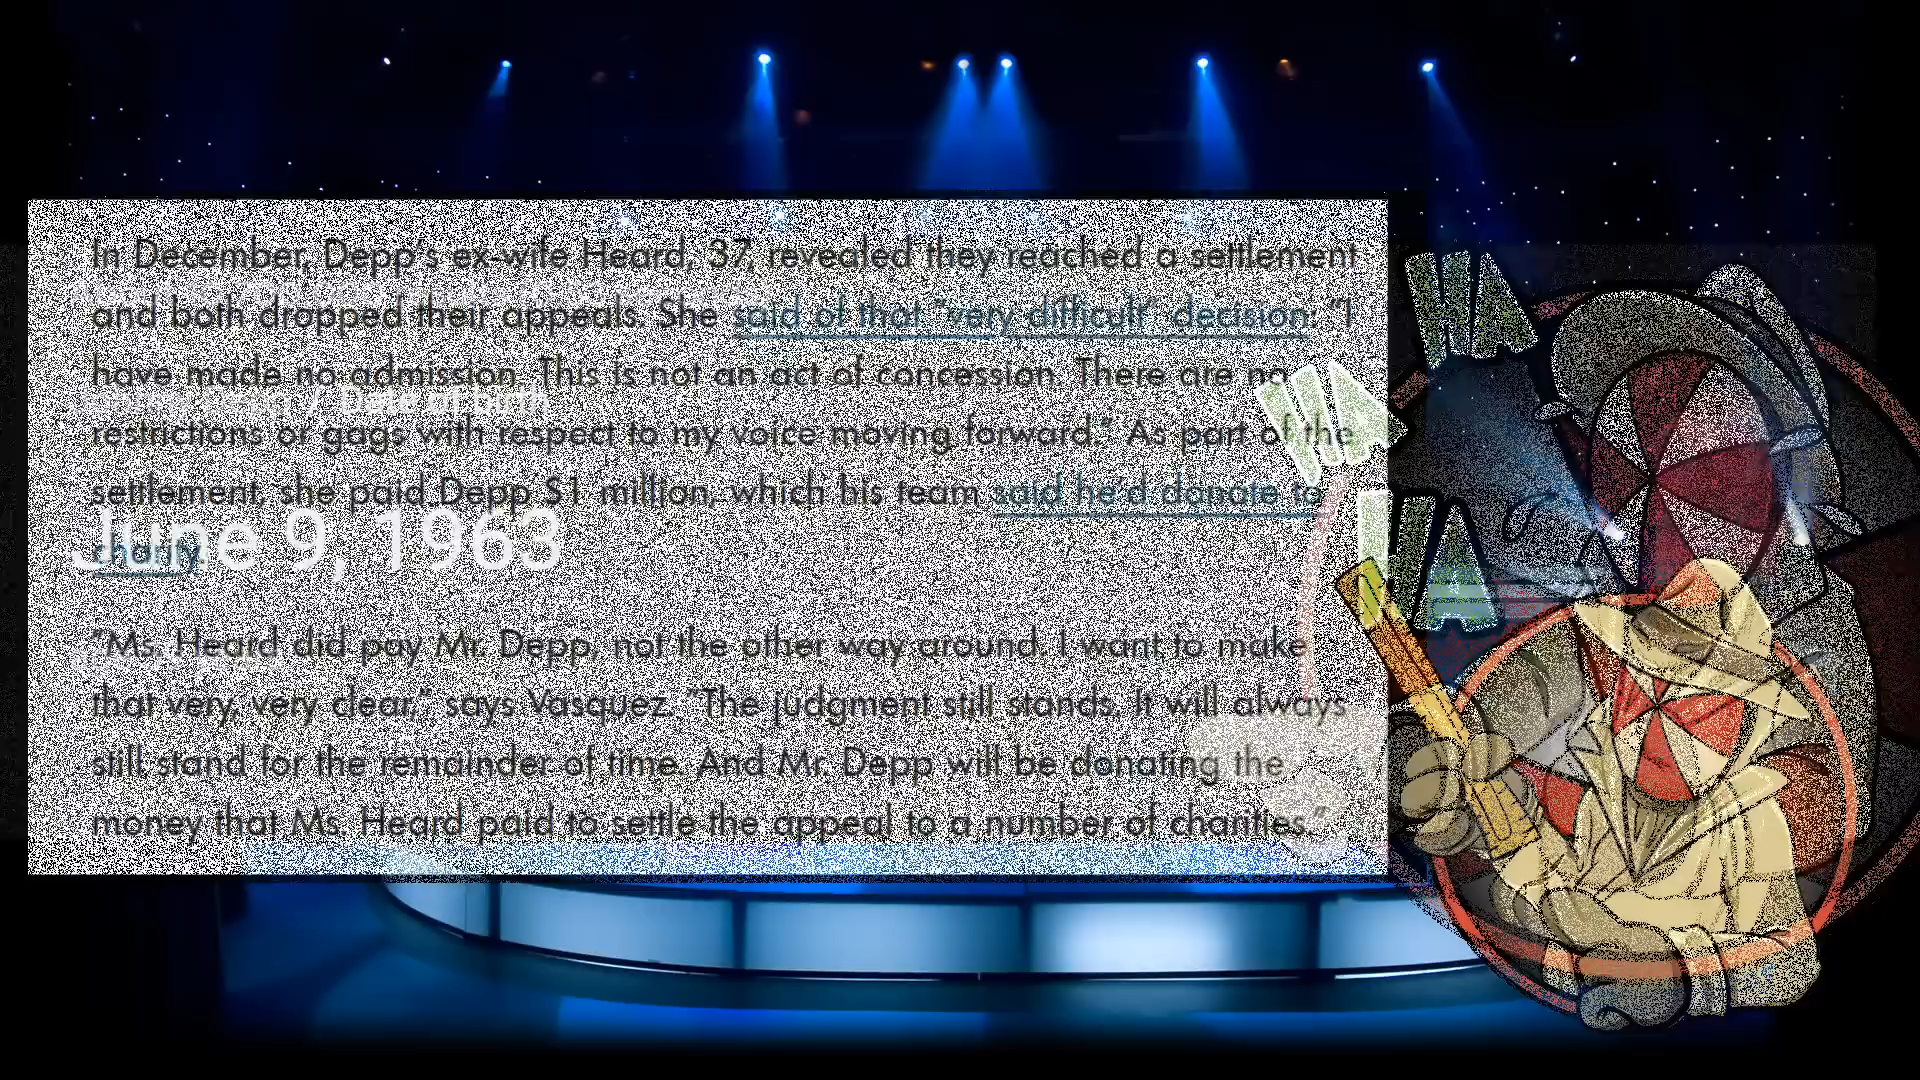 In December, Depp's ex-wife Heard, 37, revealed they reached a settlement
and both dropped their appeals. She said of that "very difficult" decision: "I
have made no admission. This is not an act of concession. There are no
/ Date of birth
restrictions or gags with respect to my voice moving forward." As part of the
settlement, she paid Depp $1 million, which his team said he'd donate to
charity.
June 9, 1963
"Ms. Heard did pay Mr. Depp, not the other way around. I want to make
that very, very clear," says Vasquez. "The judgment still stands. It will always
still stand for the remainder of time. And Mr. Depp will be donating the
money that Ms. Heard paid to settle the appeal to a number of charities."
HA
HA
HA